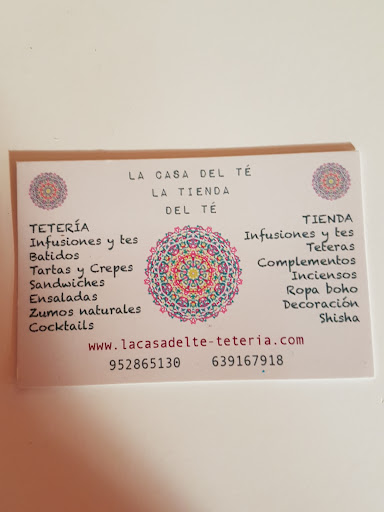 LA CASA DEL TÉ
LA TIENDA
DEL TÉ
TETERÍA
Infusiones y tes
Batidos
Tartas y Crepes
Sandwiches
Ensaladas
Zumos naturales
Cocktails
TIENDA
Infusiones y tes
Teteras
Complementos
Inciensos
Ropa boho
Decoración
Shisha
www.lacasadelte-teteria.com
952865130 639167918